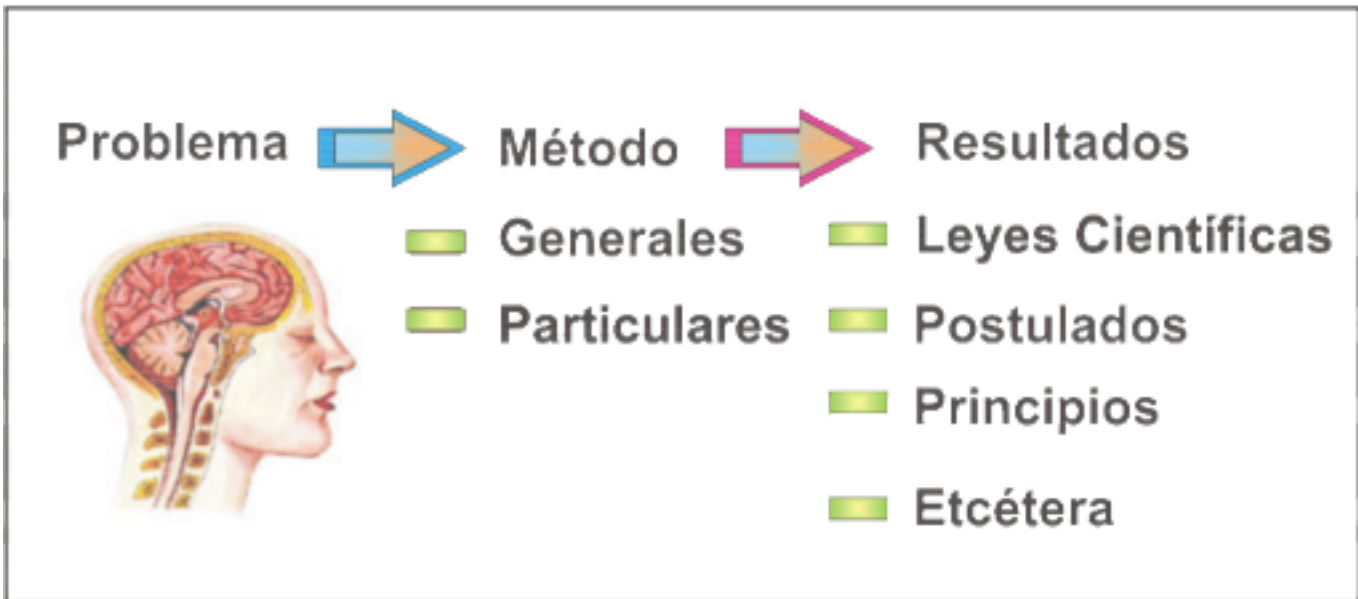 Problema
Método
Resultados
Generales
Particulares
Leyes Científicas
Postulados
Principios
Etcétera